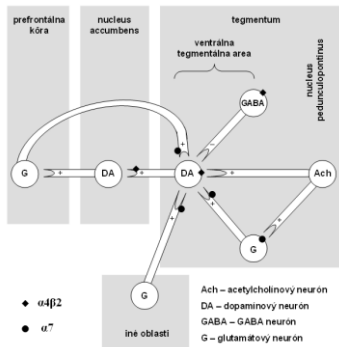 prefrontálna
kôra
nucleus
accumbens
tegmentum
ventrálna
tegmentálna area
nucleus
pedunculopontinus
GABA
G
+
DA
+
DA
+
Ach
+
−
+
+
+
G
+
G
iné oblasti
◆ α4β2
● α7
Ach – acetylcholínový neurón
DA – dopamínový neurón
GABA – GABA neurón
G – glutamátový neurón